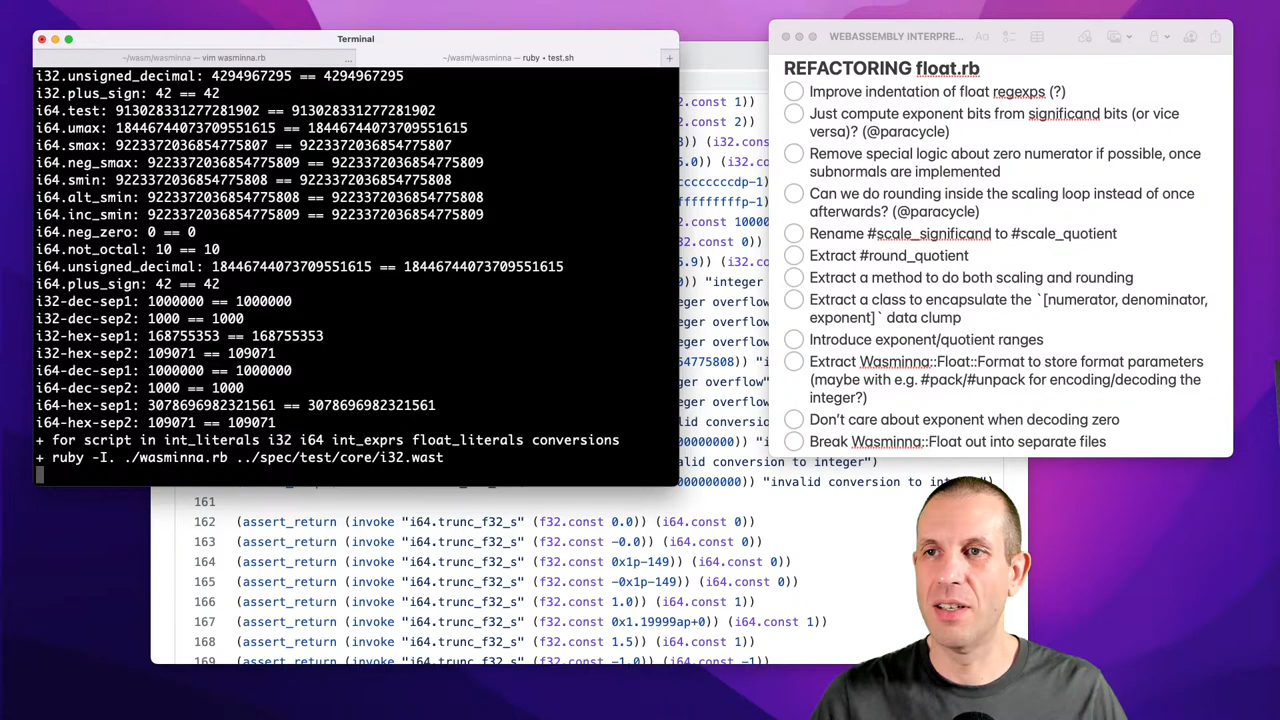 Terminal
~/wasm/wasminna — vim wasminna.rb
...
~/wasm/wasminna — ruby • test.sh
+
i32.unsigned_decimal: 4294967295 == 4294967295
i32.plus_sign: 42 == 42
i64.test: 913028331277281902 == 913028331277281902
i64.umax: 18446744073709551615 == 18446744073709551615
i64.smax: 9223372036854775807 == 9223372036854775807
i64.neg_smax: 9223372036854775809 == 9223372036854775809
i64.smin: 9223372036854775808 == 9223372036854775808
i64.alt_smin: 9223372036854775808 == 9223372036854775808
i64.inc_smin: 9223372036854775809 == 9223372036854775809
i64.neg_zero: 0 == 0
i64.not_octal: 10 == 10
i64.unsigned_decimal: 18446744073709551615 == 18446744073709551615
i64.plus_sign: 42 == 42
i32-dec-sep1: 1000000 == 1000000
i32-dec-sep2: 1000 == 1000
i32-hex-sep1: 168755353 == 168755353
i32-hex-sep2: 109071 == 109071
i64-dec-sep1: 1000000 == 1000000
i64-dec-sep2: 1000 == 1000
i64-hex-sep1: 3078696982321561 == 3078696982321561
i64-hex-sep2: 109071 == 109071
+ for script in int_literals i32 i64 int_exprs float_literals conversions
+ ruby -I. ./wasminna.rb ../spec/test/core/i32.wast
WEBASSEMBLY INTERPRE...
Aa
REFACTORING float.rb
Improve indentation of float regexps (?)
Just compute exponent bits from significand bits (or vice
versa)? (@paracycle)
Remove special logic about zero numerator if possible, once
subnormals are implemented
Can we do rounding inside the scaling loop instead of once
afterwards? (@paracycle)
Rename #scale_significand to #scale_quotient
Extract #round_quotient
Extract a method to do both scaling and rounding
Extract a class to encapsulate the `[numerator, denominator,
exponent]` data clump
Introduce exponent/quotient ranges
Extract Wasminna::Float::Format to store format parameters
(maybe with e.g. #pack/#unpack for encoding/decoding the
integer?)
Don’t care about exponent when decoding zero
Break Wasminna::Float out into separate files
161
162 (assert_return (invoke "i64.trunc_f32_s" (f32.const 0.0)) (i64.const 0))
163 (assert_return (invoke "i64.trunc_f32_s" (f32.const -0.0)) (i64.const 0))
164 (assert_return (invoke "i64.trunc_f32_s" (f32.const 0x1p-149)) (i64.const 0))
165 (assert_return (invoke "i64.trunc_f32_s" (f32.const -0x1p-149)) (i64.const 0))
166 (assert_return (invoke "i64.trunc_f32_s" (f32.const 1.0)) (i64.const 1))
167 (assert_return (invoke "i64.trunc_f32_s" (f32.const 0x1.19999ap+0)) (i64.const 1))
168 (assert_return (invoke "i64.trunc_f32_s" (f32.const 1.5)) (i64.const 1))
169 (assert_return (invoke "i64.trunc_f32_s" (f32.const -1.0)) (i64.const -1))